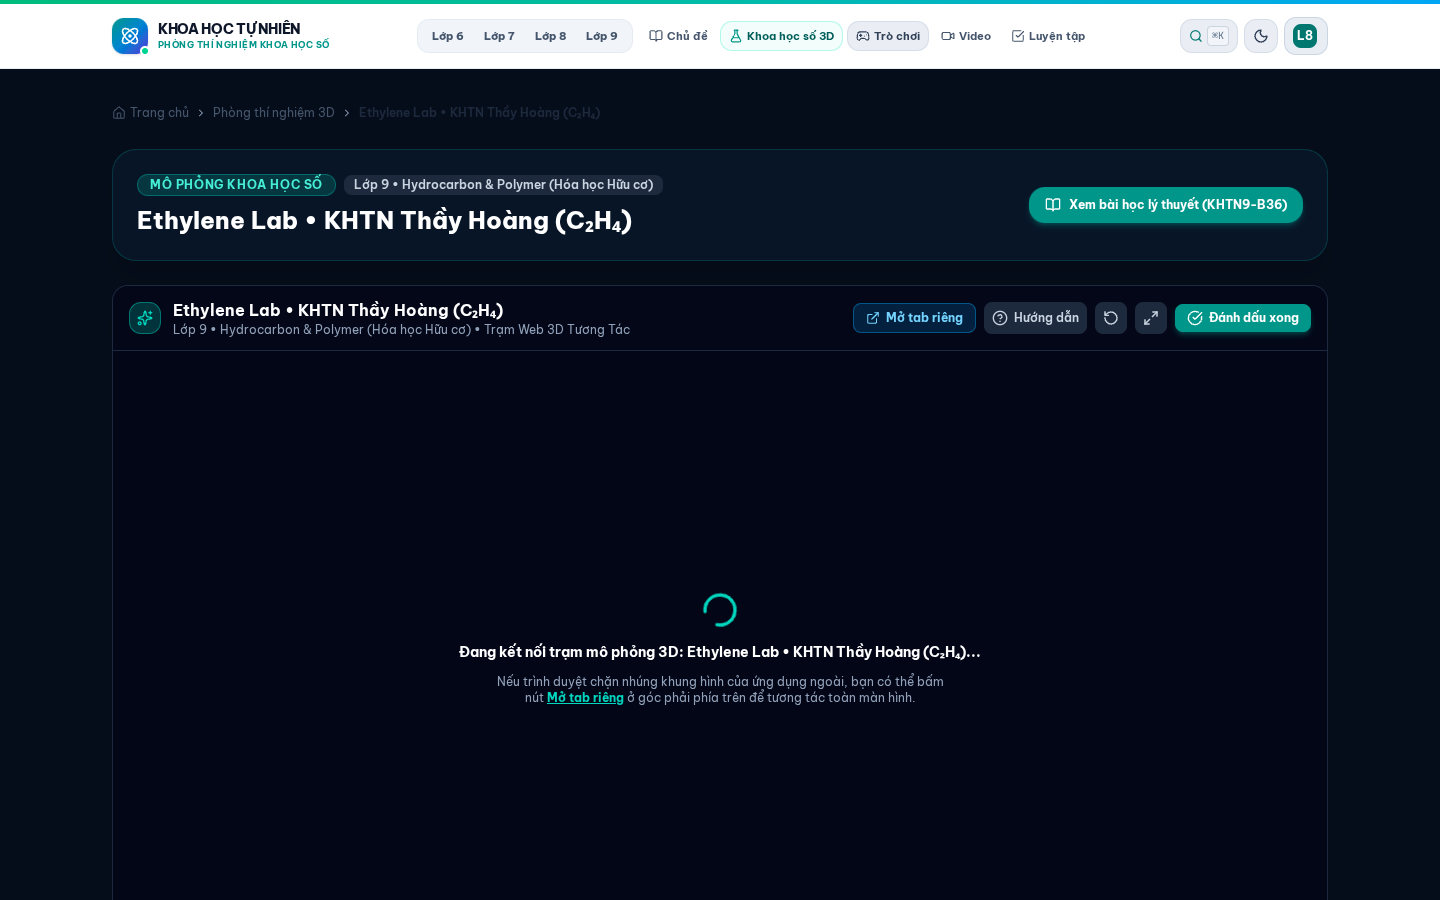 KHOA HỌC TỰ NHIÊN
PHÒNG THÍ NGHIỆM KHOA HỌC SỐ
Lớp 6 Lớp 7 Lớp 8 Lớp 9 Chủ đề Khoa học số 3D Trò chơi Video Luyện tập ⌘K L8
Trang chủ > Phòng thí nghiệm 3D > Ethylene Lab • KHTN Thầy Hoàng (C₂H₄)
MÔ PHỎNG KHOA HỌC SỐ Lớp 9 • Hydrocarbon & Polymer (Hóa học Hữu cơ)
Ethylene Lab • KHTN Thầy Hoàng (C₂H₄)
Xem bài học lý thuyết (KHTN9-B36)
Ethylene Lab • KHTN Thầy Hoàng (C₂H₄)
Lớp 9 • Hydrocarbon & Polymer (Hóa học Hữu cơ) • Trạm Web 3D Tương Tác
Mở tab riêng Hướng dẫn Đánh dấu xong
Đang kết nối trạm mô phỏng 3D: Ethylene Lab • KHTN Thầy Hoàng (C₂H₄)...
Nếu trình duyệt chặn nhúng khung hình của ứng dụng ngoài, bạn có thể bấm
nút Mở tab riêng ở góc phải phía trên để tương tác toàn màn hình.